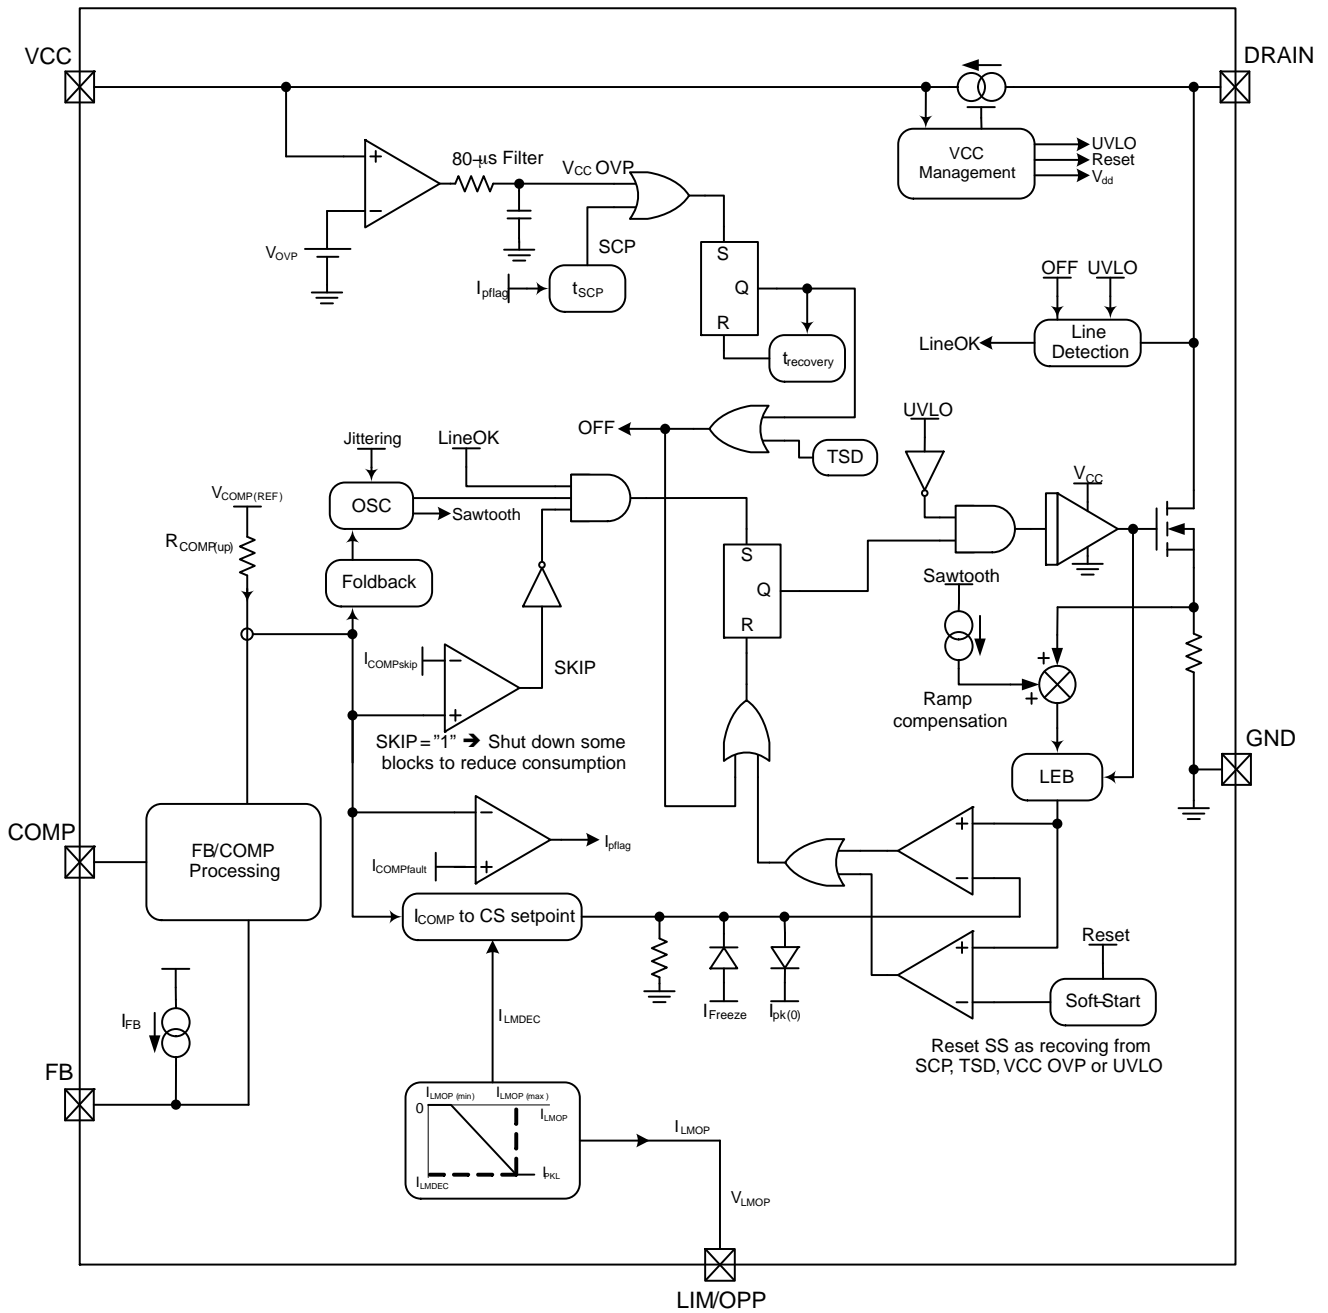 VCC
DRAIN
80-µs Filter
VCC OVP
+
−
VOVP
SCP
Ipflag
tSCP
S
Q
R
trecovery
VCC
Management
UVLO
Reset
Vdd
OFF
UVLO
LineOK
Line
Detection
OFF
TSD
UVLO
Jittering
LineOK
OSC
Sawtooth
VCOMP(REF)
RCOMP(up)
Foldback
VCC
S
Q
R
Sawtooth
ICOMPskip
−
+
SKIP
Ramp
compensation
+
+
SKIP = ”1” ➔ Shut down some
blocks to reduce consumption
GND
LEB
COMP
FB/COMP
Processing
−
+
Ipflag
ICOMPfault
+
−
ICOMP to CS setpoint
IFreeze
Ipk(0)
+
−
Reset
Soft-Start
Reset SS as recoving from
SCP, TSD, VCC OVP or UVLO
IFB
FB
ILMDEC
ILMOP (min)
ILMOP (max )
0
ILMOP
IPKL
ILMDEC
ILMOP
VLMOP
LIM/OPP